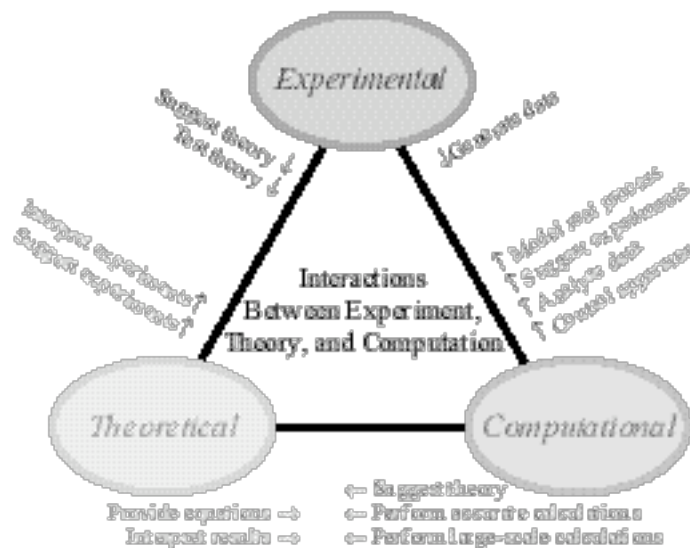 Experimental
Suggest theory ↓
Test theory ↓
↓Generate data
Interpret experiments↑
Suggest experiments↑
↖ Model real process
↖ Suggest experiments
↖ Analyze data
↖ Control apparatus
Interactions
Between Experiment,
Theory, and Computation
Theoretical
Computational
← Suggest theory
Provide equations →
← Perform accurate calculations
Interpret results →
← Perform large-scale calculations